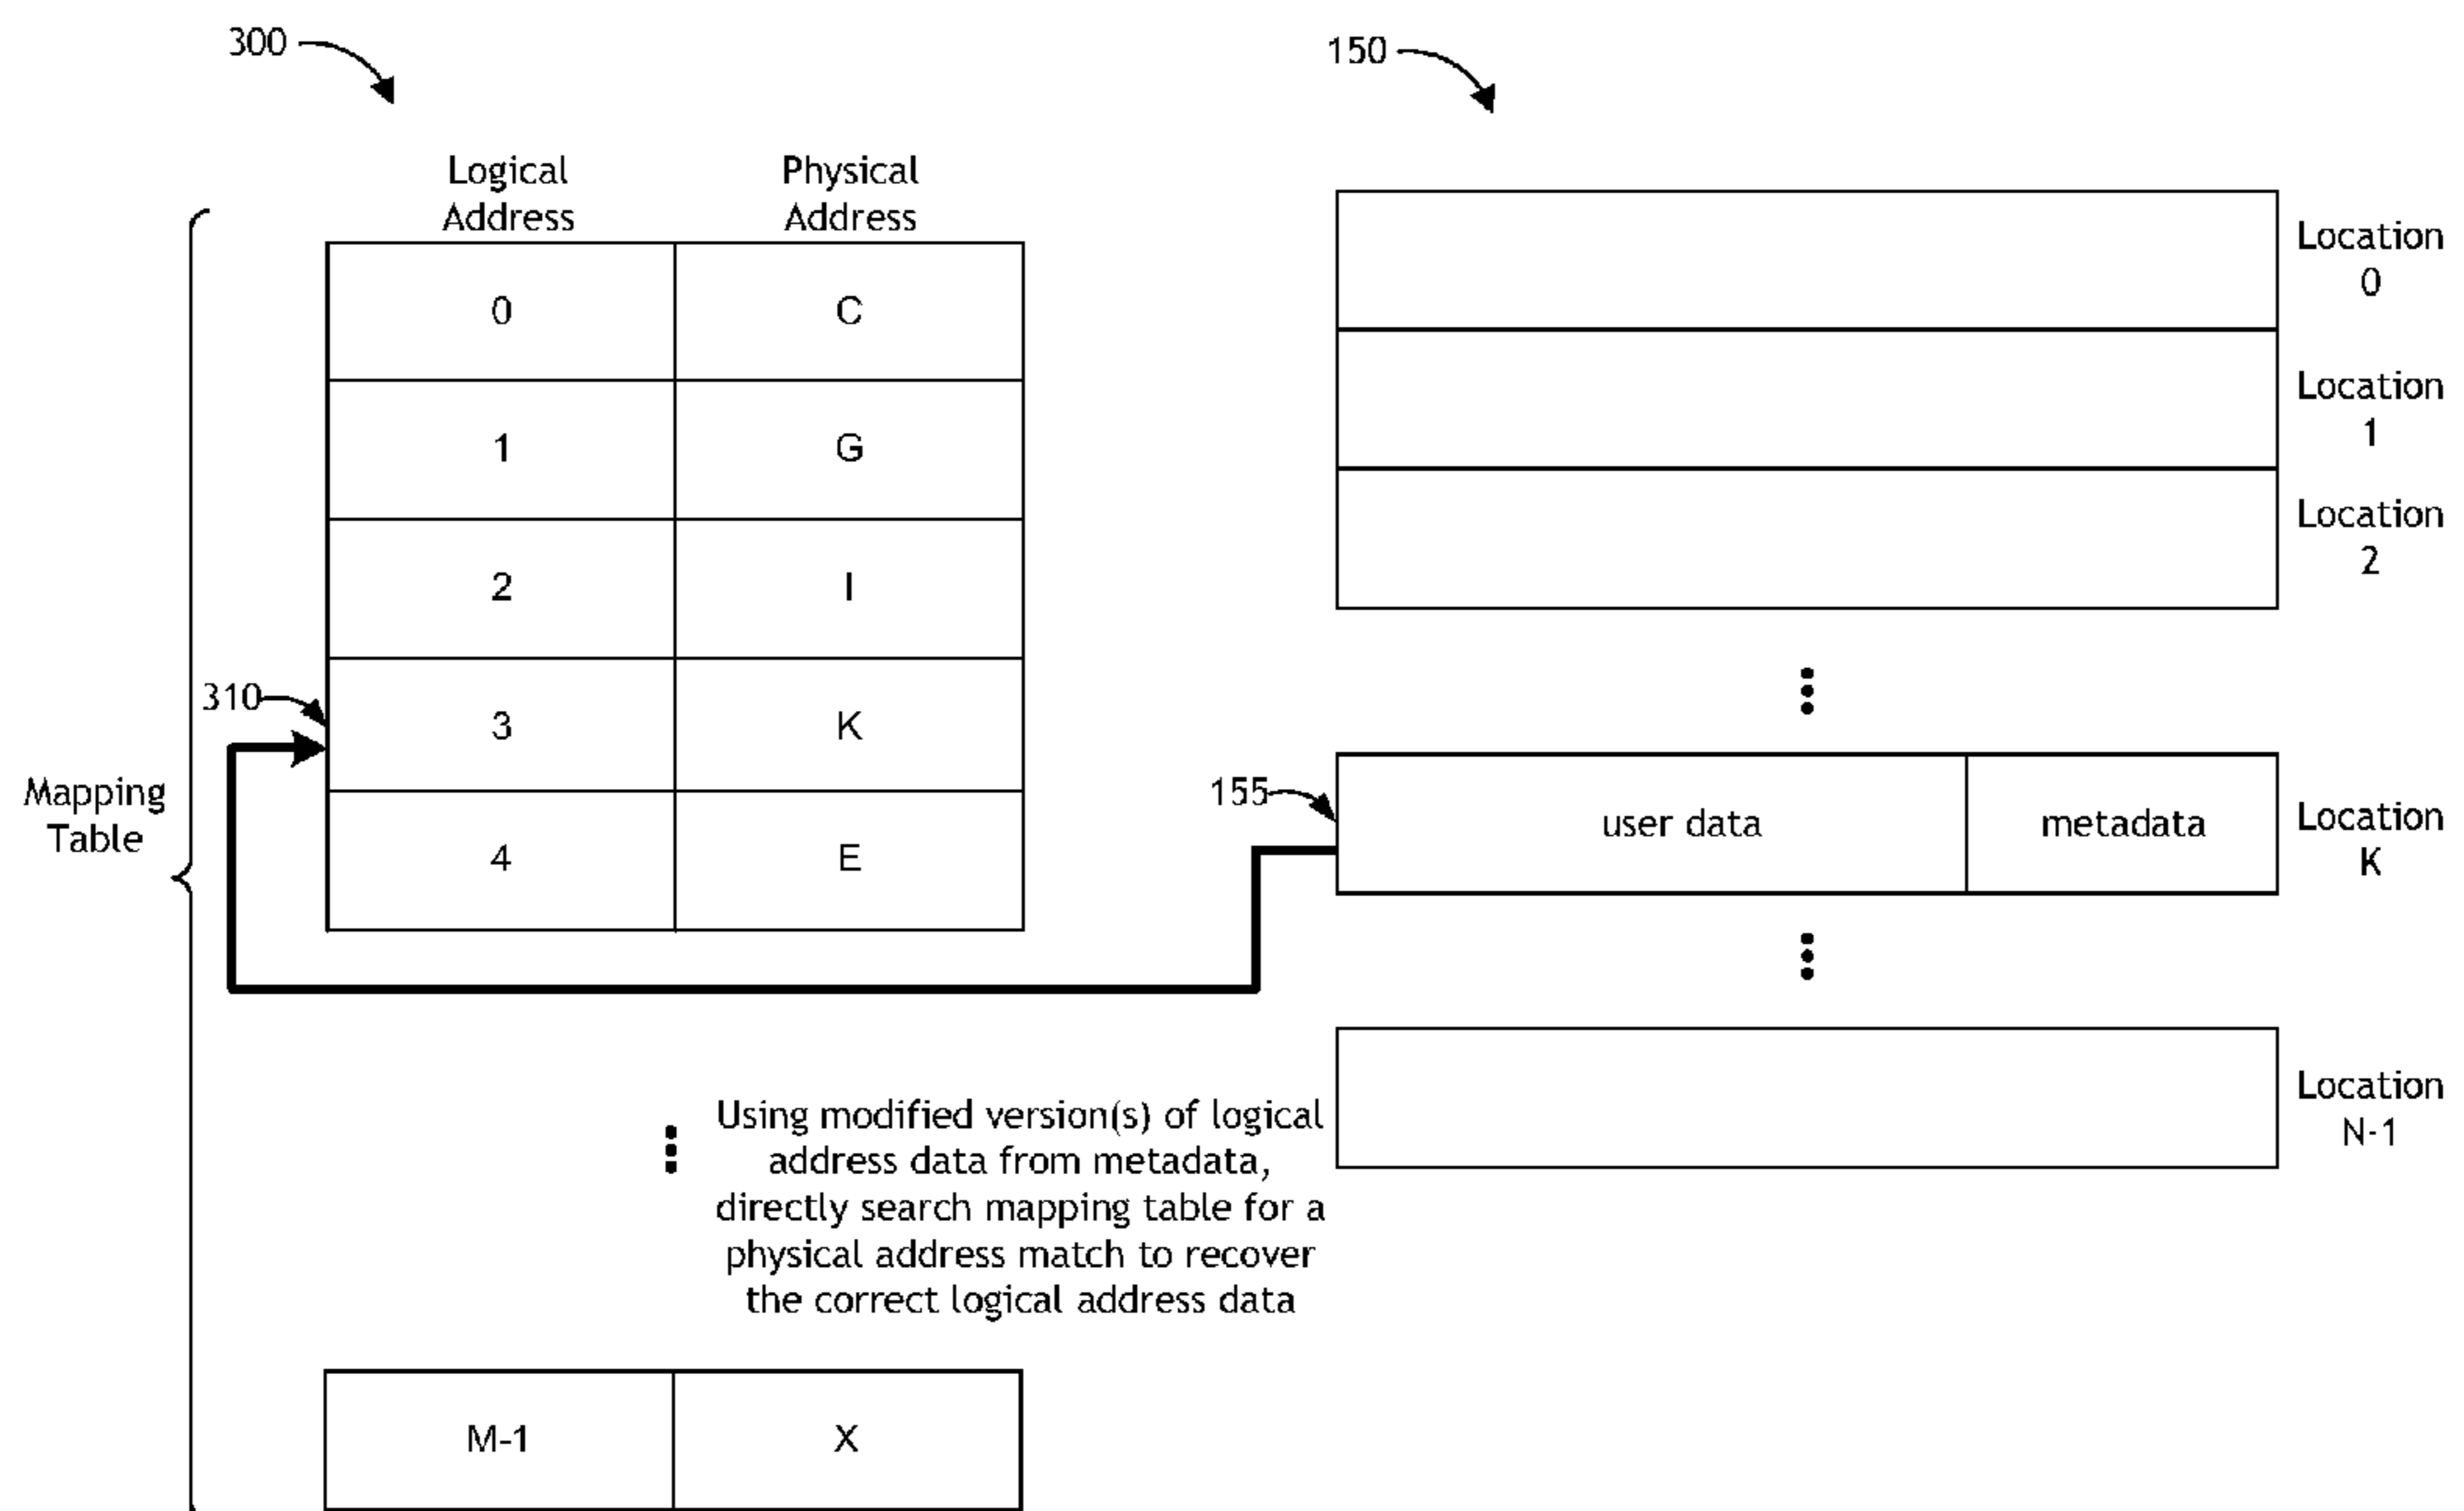 300
150
Logical
Address
Physical
Address
0
C
1
G
2
I
3
K
4
E
310
Mapping
Table
M-1
X
Location
0
Location
1
Location
2
155
user data
metadata
Location
K
Location
N-1
Using modified version(s) of logical
address data from metadata,
directly search mapping table for a
physical address match to recover
the correct logical address data